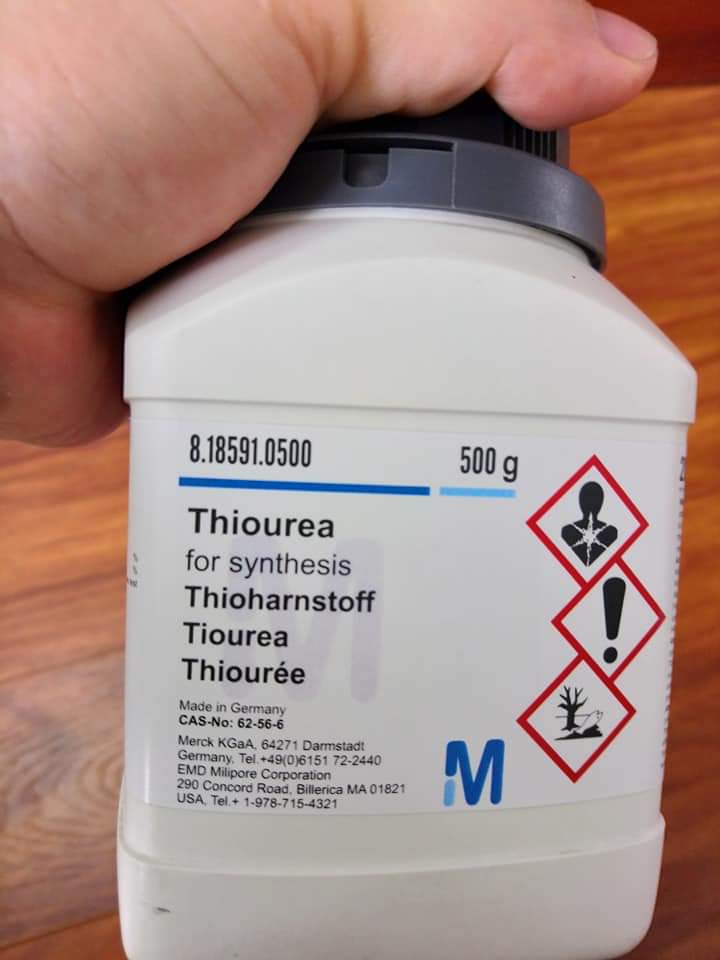 8.18591.0500
500 g
Thiourea
for synthesis
Thioharnstoff
Tiourea
Thiourée
Made in Germany
CAS-No: 62-56-6
Merck KGaA, 64271 Darmstadt
Germany, Tel.+49(0)6151 72-2440
EMD Milipore Corporation
290 Concord Road, Billerica MA 01821
USA, Tel.+ 1-978-715-4321
M